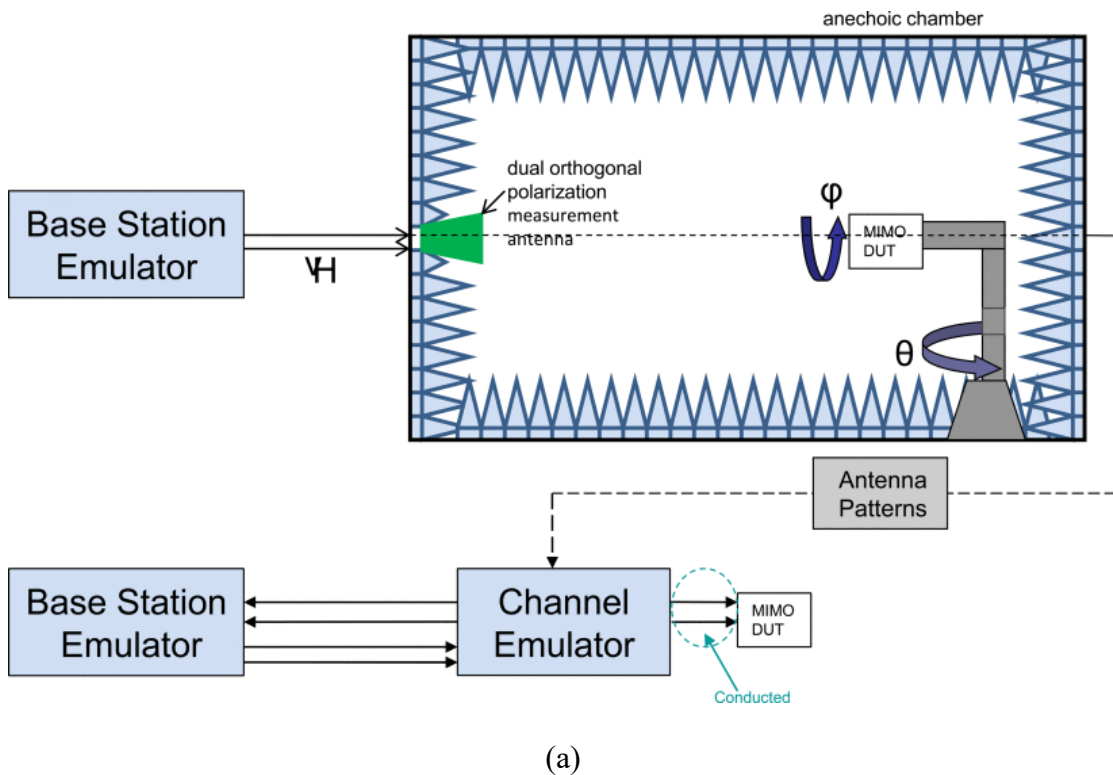 anechoic chamber
dual orthogonal
polarization
measurement
antenna
Base Station
Emulator
VH
φ
MIMO
DUT
θ
Antenna
Patterns
Base Station
Emulator
Channel
Emulator
MIMO
DUT
Conducted
(a)